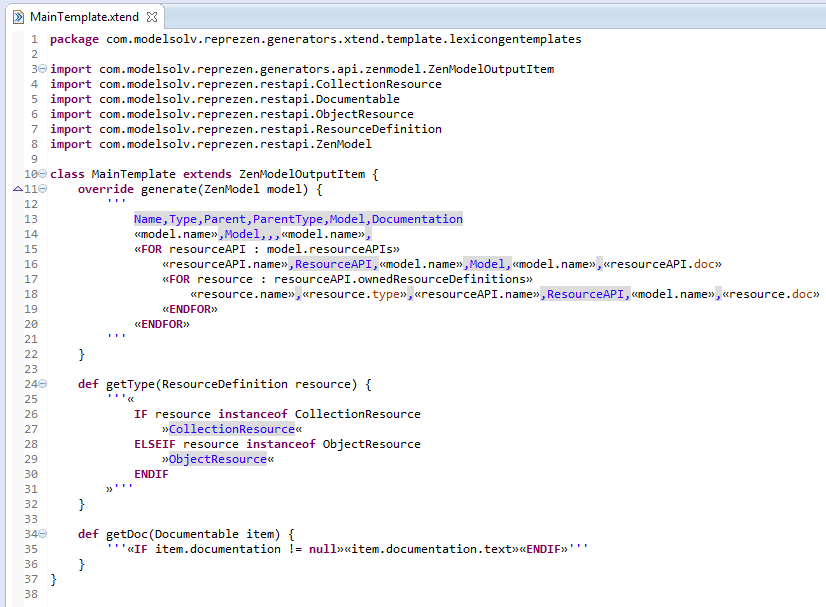 MainTemplate.xtend
1 package com.modelsolv.reprezen.generators.xtend.template.lexicongentemplates
2
3 import com.modelsolv.reprezen.generators.api.zenmodel.ZenModelOutputItem
4 import com.modelsolv.reprezen.restapi.CollectionResource
5 import com.modelsolv.reprezen.restapi.Documentable
6 import com.modelsolv.reprezen.restapi.ObjectResource
7 import com.modelsolv.reprezen.restapi.ResourceDefinition
8 import com.modelsolv.reprezen.restapi.ZenModel
9
10 class MainTemplate extends ZenModelOutputItem {
11     override generate(ZenModel model) {
12         '''
13             Name,Type,Parent,ParentType,Model,Documentation
14             «model.name»,Model,,,«model.name»,
15             «FOR resourceAPI : model.resourceAPIs»
16                 «resourceAPI.name»,ResourceAPI,«model.name»,Model,«model.name»,«resourceAPI.doc»
17                 «FOR resource : resourceAPI.ownedResourceDefinitions»
18                     «resource.name»,«resource.type»,«resourceAPI.name»,ResourceAPI,«model.name»,«resource.doc»
19                 «ENDFOR»
20             «ENDFOR»
21         '''
22     }
23
24     def getType(ResourceDefinition resource) {
25         '''«
26             IF resource instanceof CollectionResource
27                 »CollectionResource«
28             ELSEIF resource instanceof ObjectResource
29                 »ObjectResource«
30             ENDIF
31         »'''
32     }
33
34     def getDoc(Documentable item) {
35         '''«IF item.documentation != null»«item.documentation.text»«ENDIF»'''
36     }
37 }
38